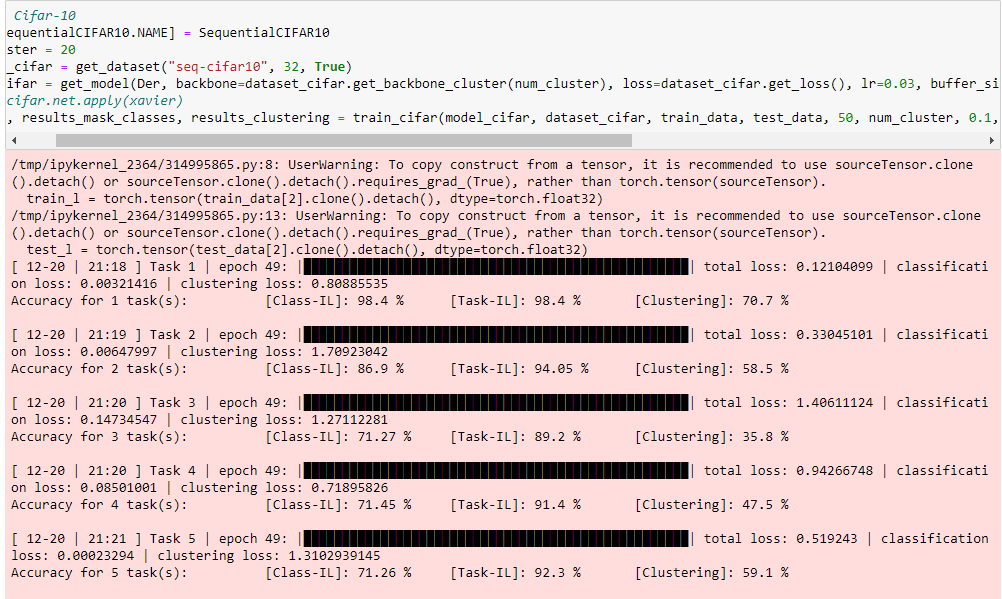 Cifar-10
equentialCIFAR10.NAME] = SequentialCIFAR10
ster = 20
_cifar = get_dataset("seq-cifar10", 32, True)
ifar = get_model(Der, backbone=dataset_cifar.get_backbone_cluster(num_cluster), loss=dataset_cifar.get_loss(), lr=0.03, buffer_si
cifar.net.apply(xavier)
, results_mask_classes, results_clustering = train_cifar(model_cifar, dataset_cifar, train_data, test_data, 50, num_cluster, 0.1,
/tmp/ipykernel_2364/314995865.py:8: UserWarning: To copy construct from a tensor, it is recommended to use sourceTensor.clone
().detach() or sourceTensor.clone().detach().requires_grad_(True), rather than torch.tensor(sourceTensor).
train_l = torch.tensor(train_data[2].clone().detach(), dtype=torch.float32)
/tmp/ipykernel_2364/314995865.py:13: UserWarning: To copy construct from a tensor, it is recommended to use sourceTensor.clone
().detach() or sourceTensor.clone().detach().requires_grad_(True), rather than torch.tensor(sourceTensor).
test_l = torch.tensor(test_data[2].clone().detach(), dtype=torch.float32)
[ 12-20 | 21:18 ] Task 1 | epoch 49: | | total loss: 0.12104099 | classificati
on loss: 0.00321416 | clustering loss: 0.80885535
Accuracy for 1 task(s): [Class-IL]: 98.4 % [Task-IL]: 98.4 % [Clustering]: 70.7 %
[ 12-20 | 21:19 ] Task 2 | epoch 49: | | total loss: 0.33045101 | classificati
on loss: 0.00647997 | clustering loss: 1.70923042
Accuracy for 2 task(s): [Class-IL]: 86.9 % [Task-IL]: 94.05 % [Clustering]: 58.5 %
[ 12-20 | 21:20 ] Task 3 | epoch 49: | | total loss: 1.40611124 | classificati
on loss: 0.14734547 | clustering loss: 1.27112281
Accuracy for 3 task(s): [Class-IL]: 71.27 % [Task-IL]: 89.2 % [Clustering]: 35.8 %
[ 12-20 | 21:20 ] Task 4 | epoch 49: | | total loss: 0.94266748 | classificati
on loss: 0.08501001 | clustering loss: 0.71895826
Accuracy for 4 task(s): [Class-IL]: 71.45 % [Task-IL]: 91.4 % [Clustering]: 47.5 %
[ 12-20 | 21:21 ] Task 5 | epoch 49: | | total loss: 0.519243 | classification
loss: 0.00023294 | clustering loss: 1.3102939145
Accuracy for 5 task(s): [Class-IL]: 71.26 % [Task-IL]: 92.3 % [Clustering]: 59.1 %